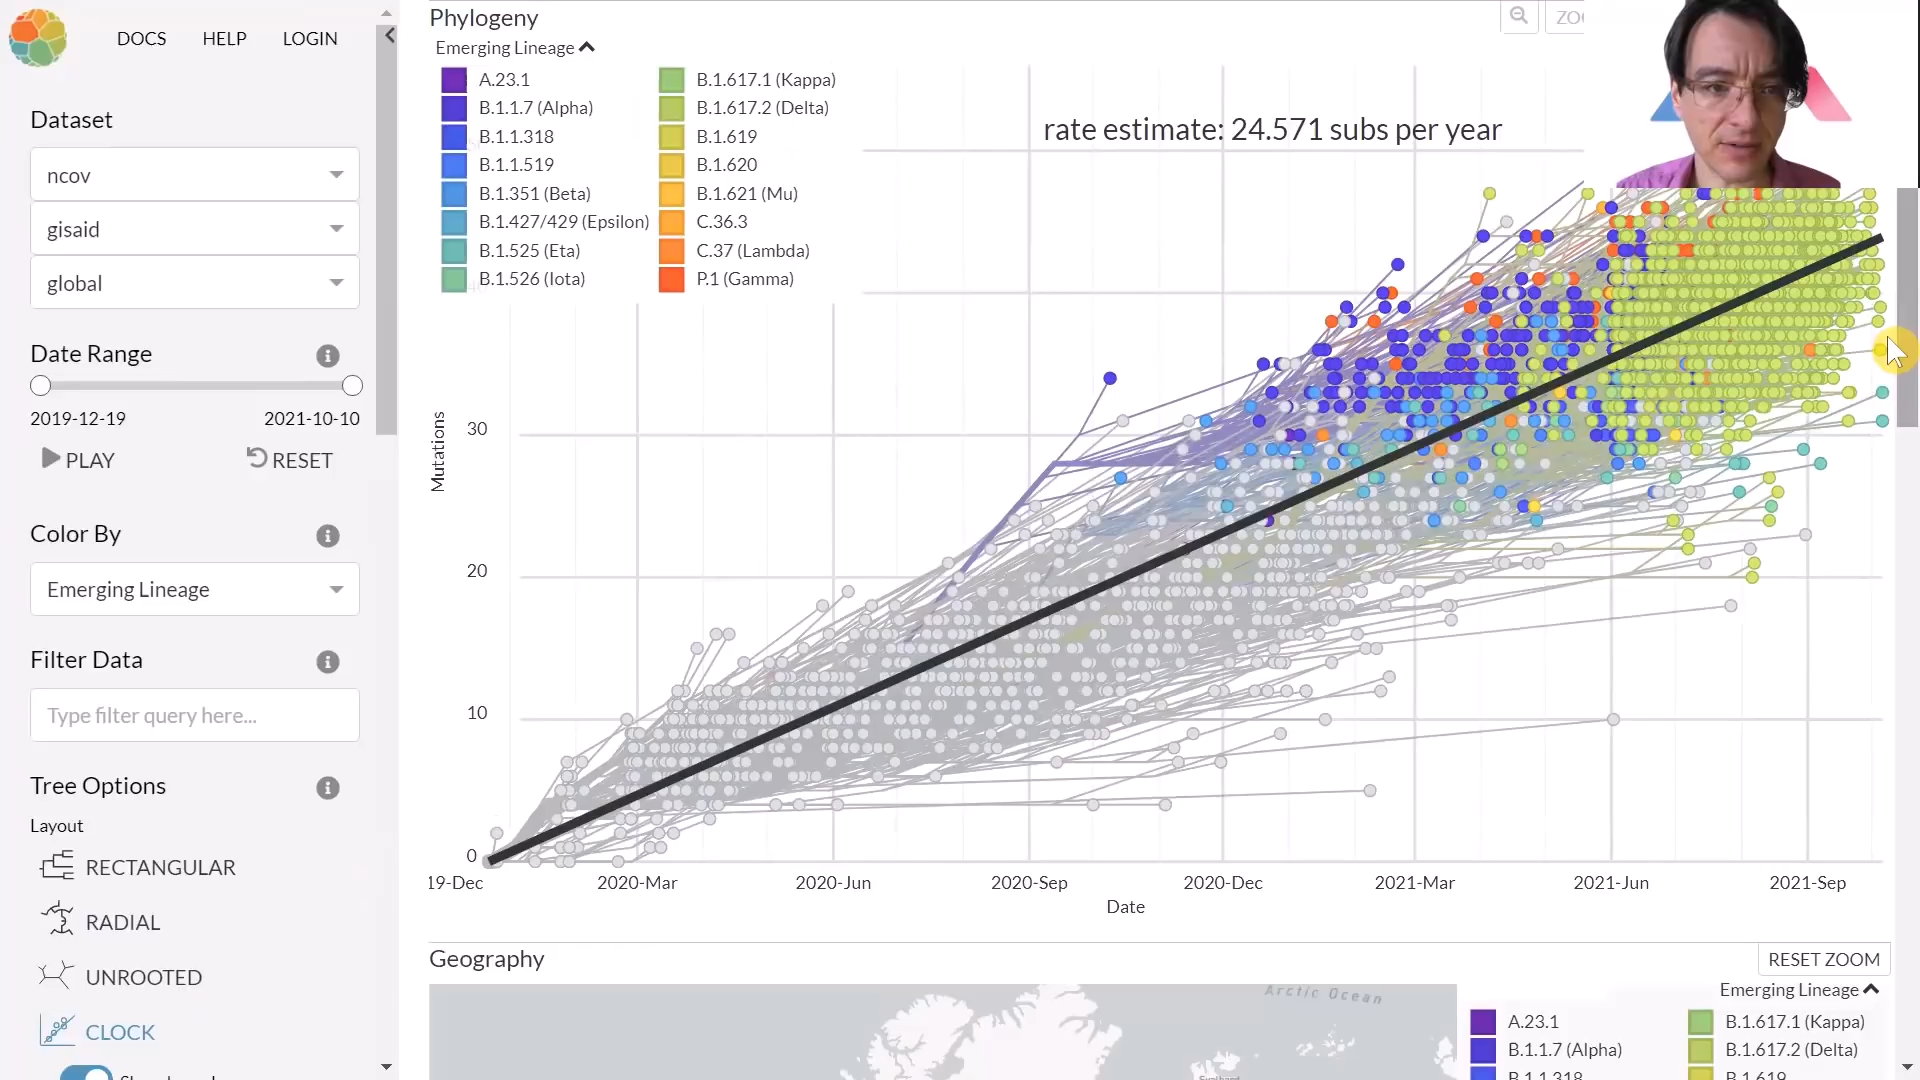 DOCS HELP LOGIN
Dataset
ncov
gisaid
global
Date Range
2019-12-19 2021-10-10
PLAY RESET
Color By
Emerging Lineage
Filter Data
Type filter query here...
Tree Options
Layout
RECTANGULAR
RADIAL
UNROOTED
CLOCK
Phylogeny
Emerging Lineage
A.23.1
B.1.1.7 (Alpha)
B.1.1.318
B.1.1.519
B.1.351 (Beta)
B.1.427/429 (Epsilon)
B.1.525 (Eta)
B.1.526 (Iota)
B.1.617.1 (Kappa)
B.1.617.2 (Delta)
B.1.619
B.1.620
B.1.621 (Mu)
C.36.3
C.37 (Lambda)
P.1 (Gamma)
rate estimate: 24.571 subs per year
Mutations
30
20
10
0
19-Dec 2020-Mar 2020-Jun 2020-Sep 2020-Dec 2021-Mar 2021-Jun 2021-Sep
Date
Geography
RESET ZOOM
Arctic Ocean
Emerging Lineage
A.23.1
B.1.1.7 (Alpha)
B.1.1.318
B.1.617.1 (Kappa)
B.1.617.2 (Delta)
B.1.619